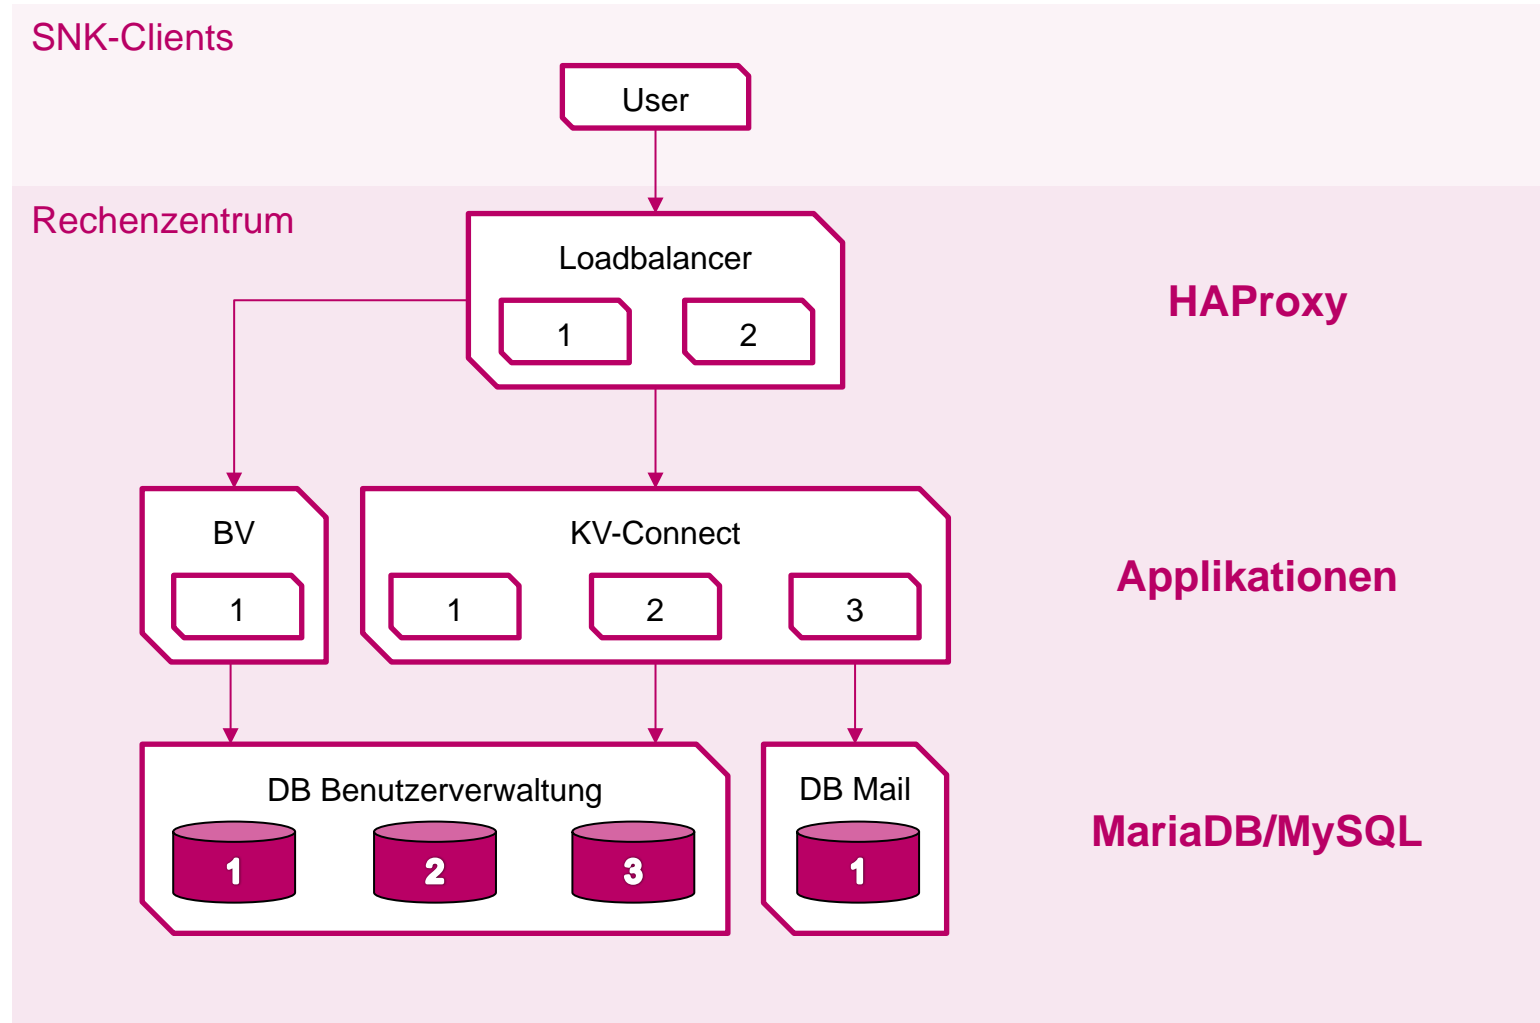 SNK-Clients
User
Rechenzentrum
Loadbalancer
HAProxy
1 2
BV KV-Connect
Applikationen
1 1 2 3
DB Benutzerverwaltung DB Mail
MariaDB/MySQL
1 2 3 1